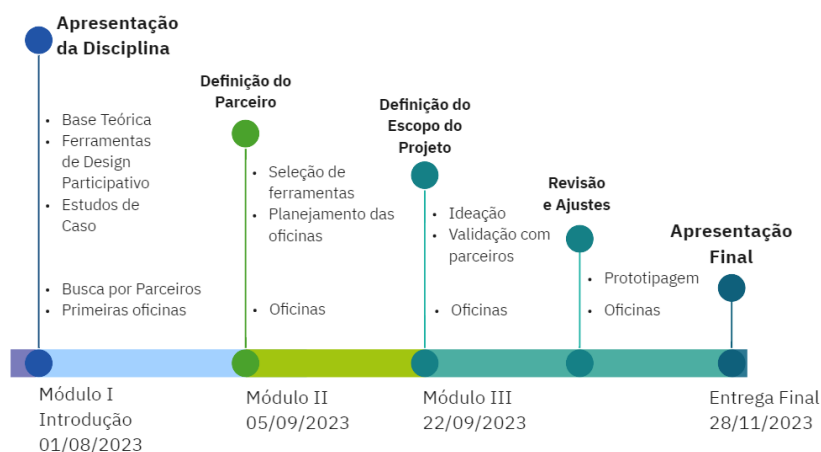 Apresentação
da Disciplina
• Base Teórica
• Ferramentas
de Design
Participativo
• Estudos de
Caso
• Busca por Parceiros
• Primeiras oficinas
Definição do
Parceiro
• Seleção de
ferramentas
• Planejamento das
oficinas
• Oficinas
Definição do
Escopo do
Projeto
• Ideação
• Validação com
parceiros
• Oficinas
Revisão
e Ajustes
• Prototipagem
• Oficinas
Apresentação
Final
Módulo I
Introdução
01/08/2023
Módulo II
05/09/2023
Módulo III
22/09/2023
Entrega Final
28/11/2023